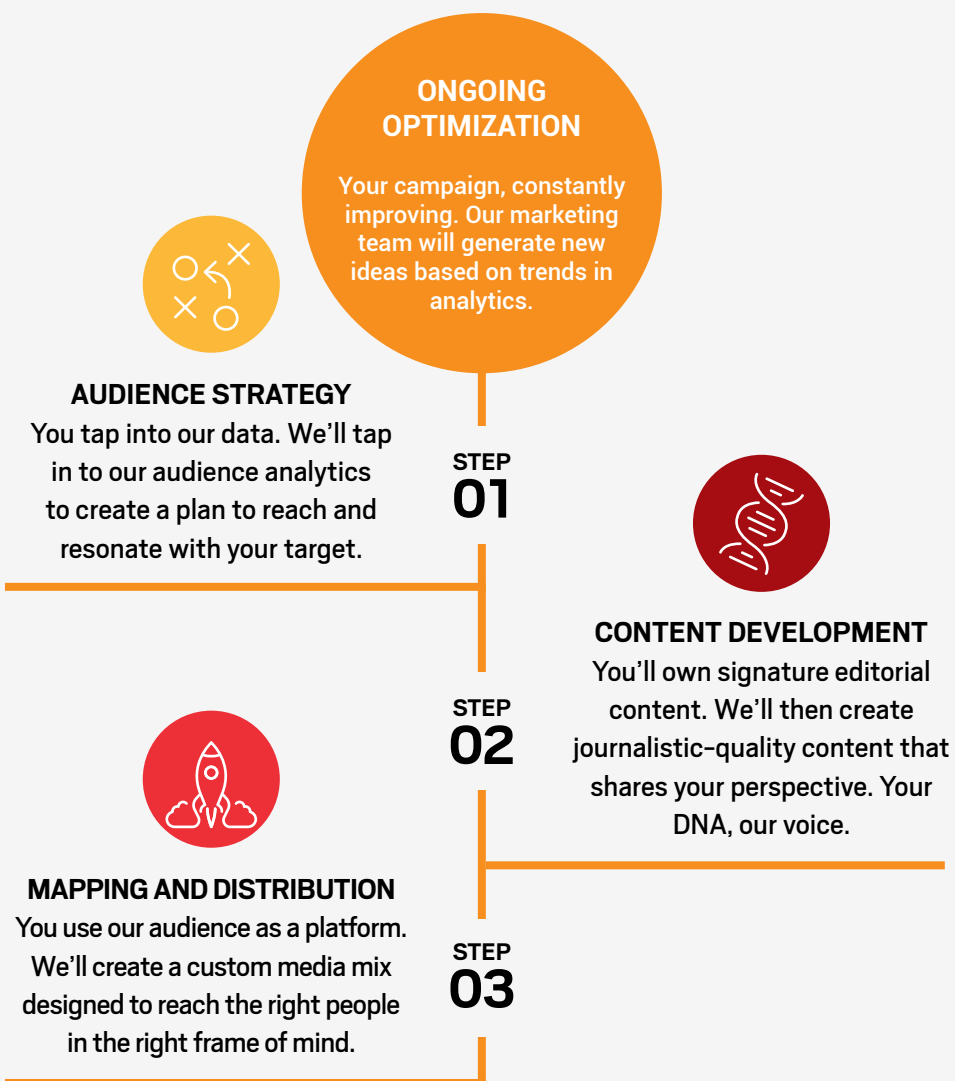 ONGOING
OPTIMIZATION
Your campaign, constantly
improving. Our marketing
team will generate new
ideas based on trends in
analytics.
AUDIENCE STRATEGY
You tap into our data. We’ll tap
in to our audience analytics
to create a plan to reach and
resonate with your target.
STEP
01
CONTENT DEVELOPMENT
You’ll own signature editorial
content. We’ll then create
journalistic-quality content that
shares your perspective. Your
DNA, our voice.
STEP
02
MAPPING AND DISTRIBUTION
You use our audience as a platform.
We’ll create a custom media mix
designed to reach the right people
in the right frame of mind.
STEP
03